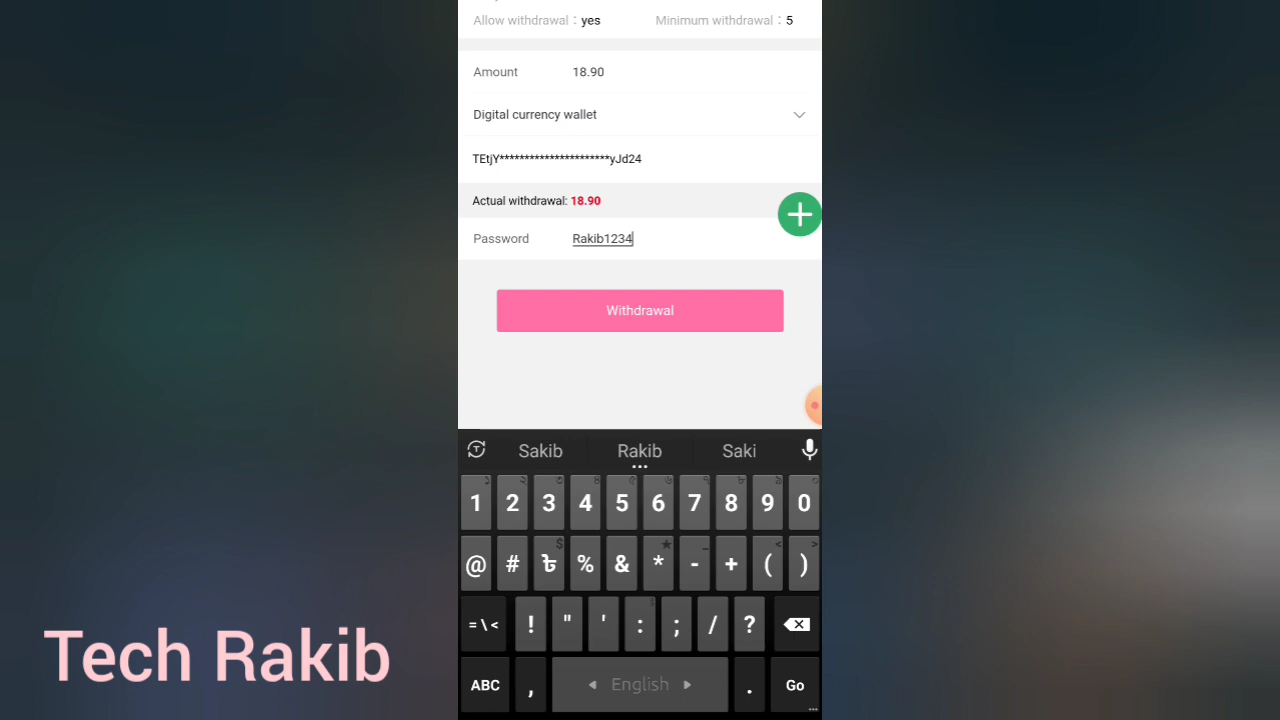 Allow withdrawal : yes Minimum withdrawal : 5
Amount 18.90
Digital currency wallet
TEtjY**********************yJd24
Actual withdrawal: 18.90
Password Rakib1234
Withdrawal
Sakib Rakib Saki
1 2 3 4 5 6 7 8 9 0
@ # ৳ $ % & * ★ - _ + ( < ) >
= \ < ! " ' : ; / ?
ABC , English . Go
Tech Rakib